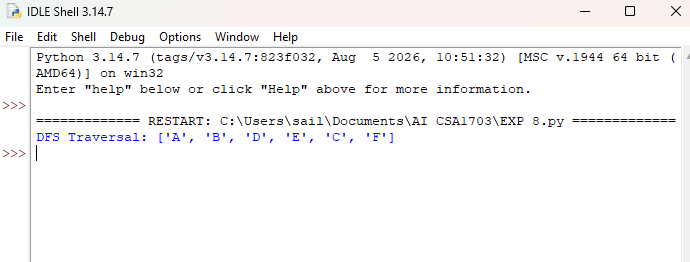 IDLE Shell 3.14.7
File Edit Shell Debug Options Window Help
Python 3.14.7 (tags/v3.14.7:823f032, Aug  5 2026, 10:51:32) [MSC v.1944 64 bit (
AMD64)] on win32
Enter "help" below or click "Help" above for more information.
>>>
============= RESTART: C:\Users\sail\Documents\AI CSA1703\EXP 8.py =============
DFS Traversal: ['A', 'B', 'D', 'E', 'C', 'F']
>>>